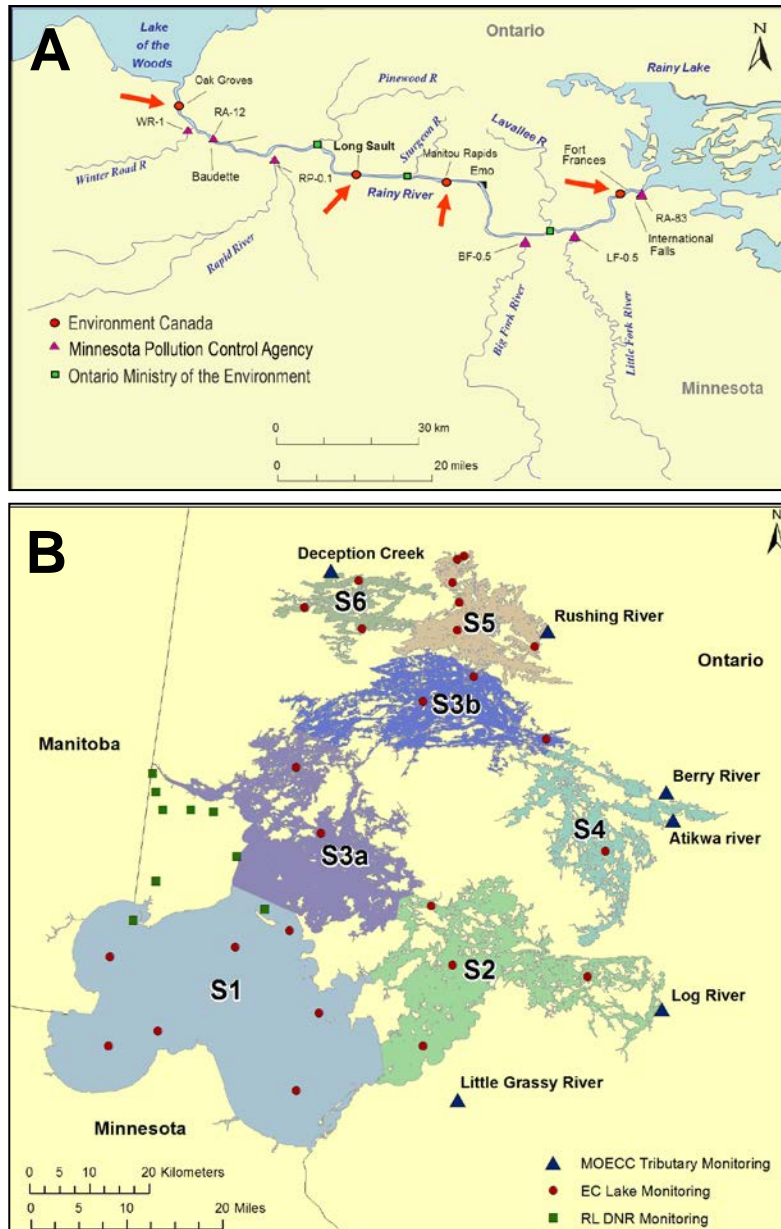 A
Ontario
N
Lake
of the
Woods
Rainy Lake
Oak Groves
Pinewood R
WR-1
RA-12
Sturgeon R
Lavallee R
Long Sault
Manitou Rapids
Fort
Frances
Emo
Winter Road R
Baudette
RP-0.1
Rainy River
RA-83
International
Falls
Rapid River
BF-0.5
LF-0.5
Big Fork River
Little Fork River
Environment Canada
Minnesota Pollution Control Agency
Ontario Ministry of the Environment
Minnesota
0 30 km
0 20 miles
B
N
Deception Creek
S6
S5
Rushing River
Ontario
S3b
Manitoba
Berry River
S4
Atikwa river
S3a
S2
S1
Log River
Little Grassy River
Minnesota
MOECC Tributary Monitoring
0 5 10 20 Kilometers
EC Lake Monitoring
0 5 10 20 Miles
RL DNR Monitoring